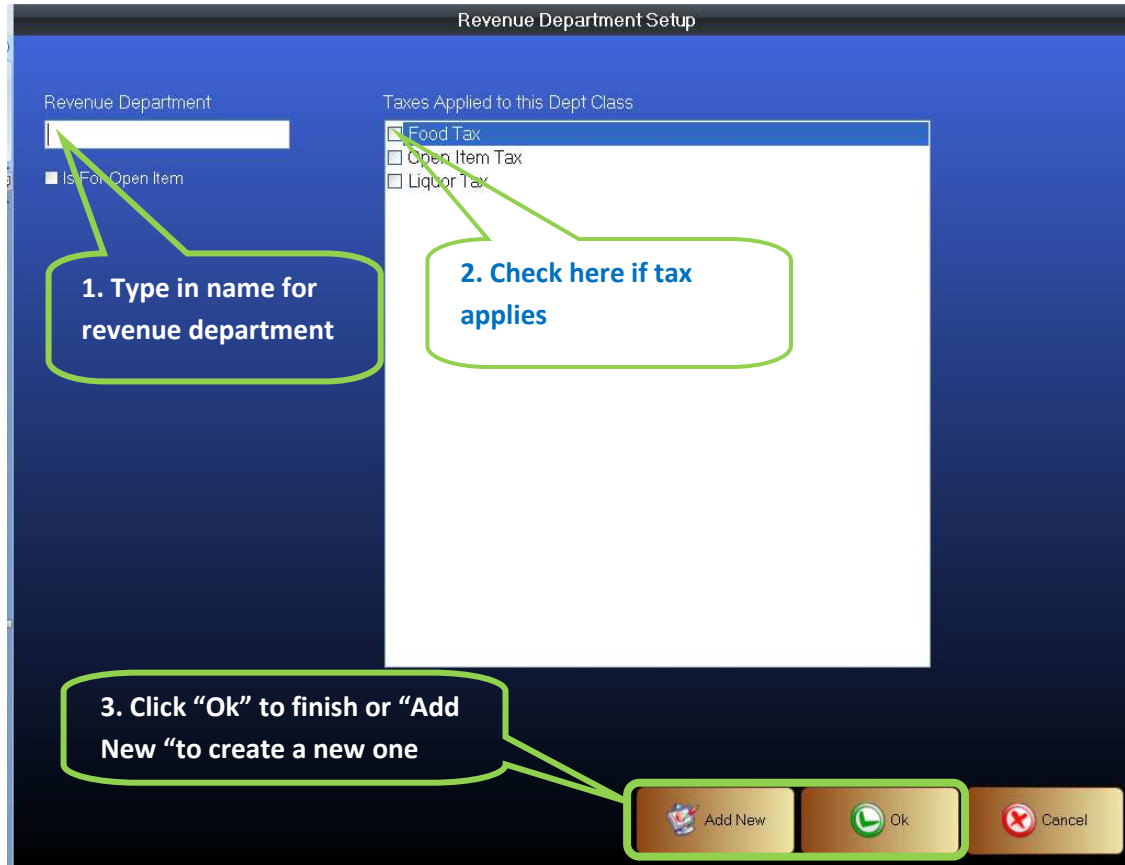 Revenue Department Setup
Revenue Department
Taxes Applied to this Dept Class
Food Tax
Open Item Tax
Is For Open Item
Liquor Tax
1. Type in name for
revenue department
2. Check here if tax
applies
3. Click “Ok” to finish or “Add
New “to create a new one
Add New
Ok
Cancel